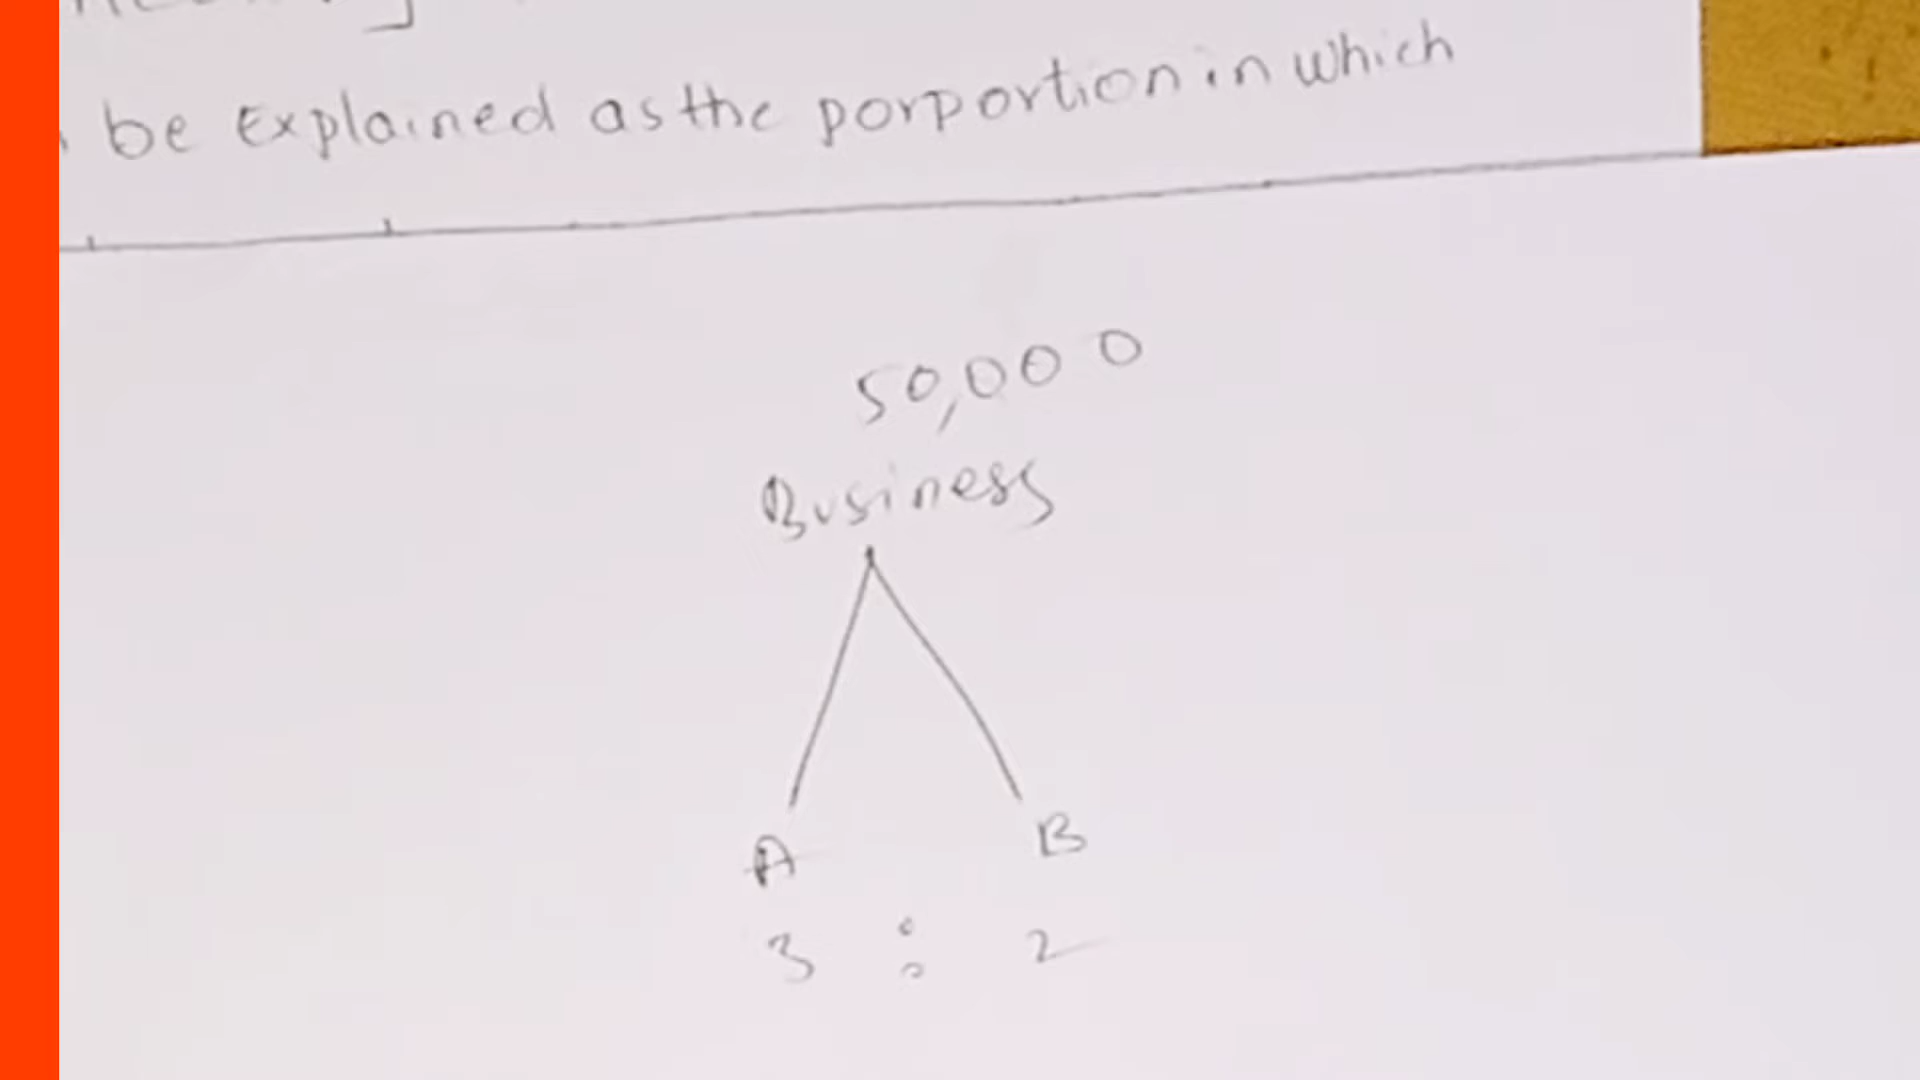 be Explained as the porportion in which
50,000
Business
A B
3 : 2